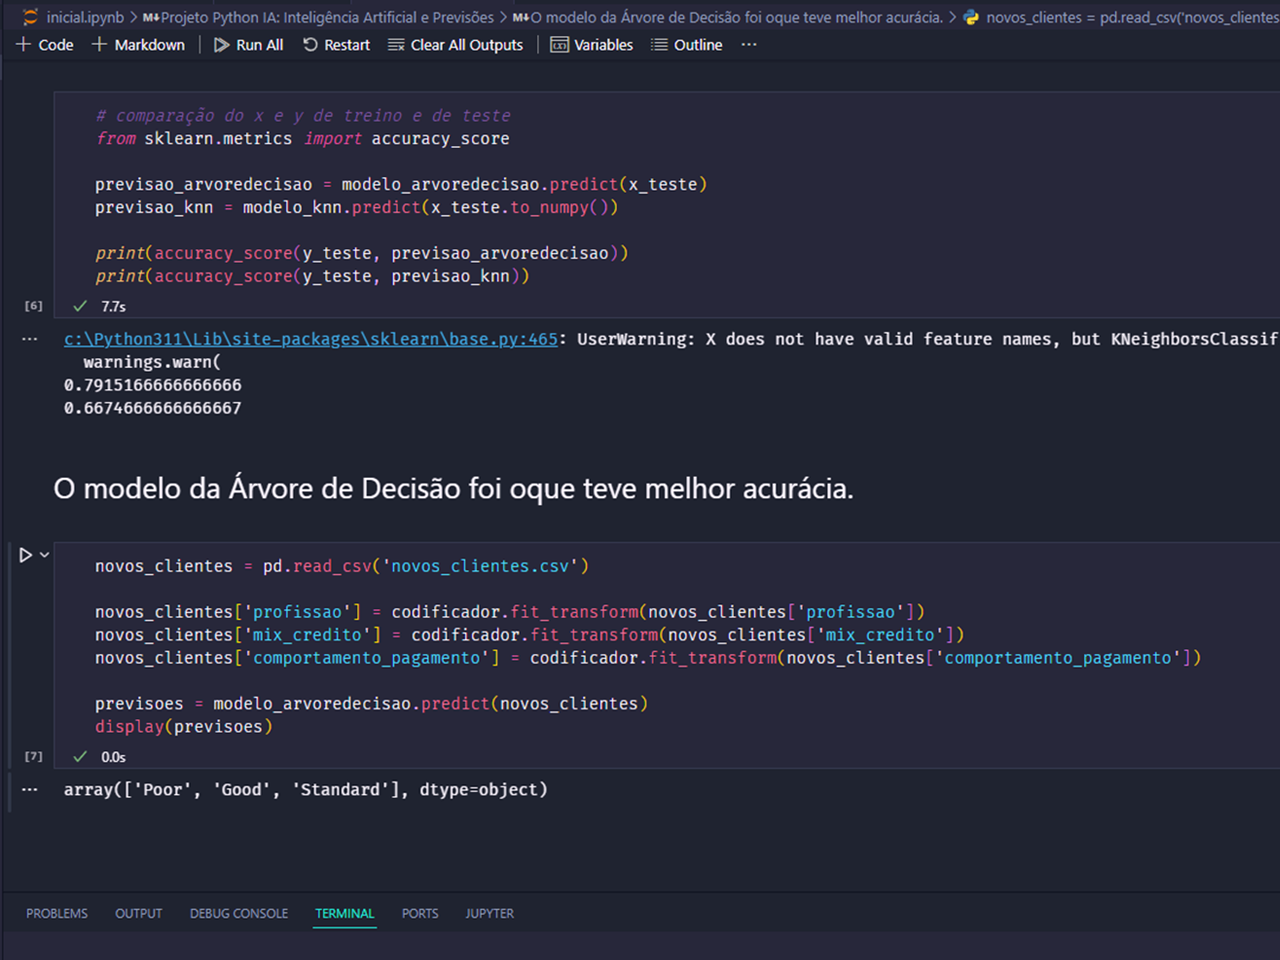 inicial.ipynb > M↓Projeto Python IA: Inteligência Artificial e Previsões > M↓O modelo da Árvore de Decisão foi oque teve melhor acurácia. > novos_clientes = pd.read_csv('novos_clientes
+ Code + Markdown | Run All Restart Clear All Outputs | Variables Outline ...
# comparação do x e y de treino e de teste
from sklearn.metrics import accuracy_score
previsao_arvoredecisao = modelo_arvoredecisao.predict(x_teste)
previsao_knn = modelo_knn.predict(x_teste.to_numpy())
print(accuracy_score(y_teste, previsao_arvoredecisao))
print(accuracy_score(y_teste, previsao_knn))
[6] ✓ 7.7s
... c:\Python311\Lib\site-packages\sklearn\base.py:465: UserWarning: X does not have valid feature names, but KNeighborsClassif
warnings.warn(
0.7915166666666666
0.6674666666666667
O modelo da Árvore de Decisão foi oque teve melhor acurácia.
novos_clientes = pd.read_csv('novos_clientes.csv')
novos_clientes['profissao'] = codificador.fit_transform(novos_clientes['profissao'])
novos_clientes['mix_credito'] = codificador.fit_transform(novos_clientes['mix_credito'])
novos_clientes['comportamento_pagamento'] = codificador.fit_transform(novos_clientes['comportamento_pagamento'])
previsoes = modelo_arvoredecisao.predict(novos_clientes)
display(previsoes)
[7] ✓ 0.0s
... array(['Poor', 'Good', 'Standard'], dtype=object)
PROBLEMS OUTPUT DEBUG CONSOLE TERMINAL PORTS JUPYTER